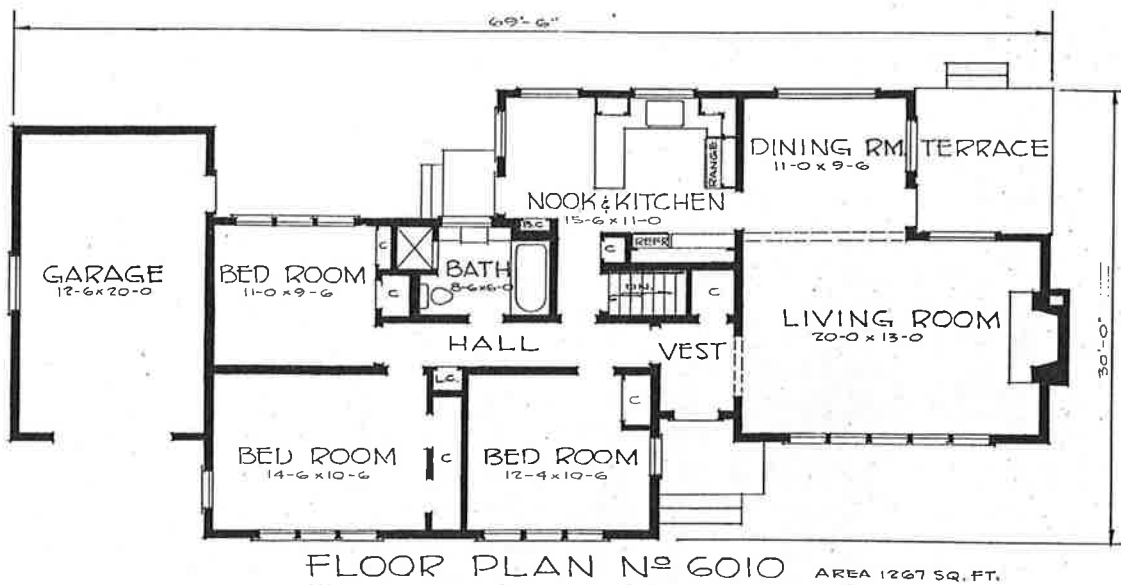 69'-6"
DINING RM.
11-0 x 9-6
TERRACE
RANGE
NOOK & KITCHEN
15-6 x 11-0
B.C.
C
REFR
C
GARAGE
12-6 x 20-0
BED ROOM
11-0 x 9-6
C
BATH
8-6 x 6-0
C
DN.
C
LIVING ROOM
20-0 x 13-0
30'-0"
HALL
VEST
L.C.
C
BED ROOM
14-6 x 10-6
C
BED ROOM
12-4 x 10-6
FLOOR PLAN Nº 6010
AREA 1267 SQ. FT.